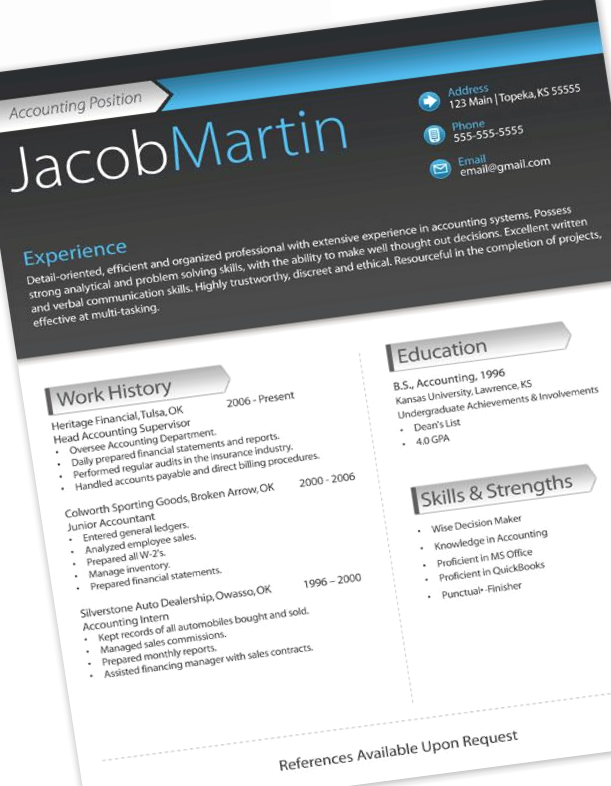 Accounting Position
JacobMartin
Address
123 Main | Topeka, KS 55555
Phone
555-555-5555
Email
email@gmail.com
Experience
Detail-oriented, efficient and organized professional with extensive experience in accounting systems. Possess
strong analytical and problem solving skills, with the ability to make well thought out decisions. Excellent written
and verbal communication skills. Highly trustworthy, discreet and ethical. Resourceful in the completion of projects,
effective at multi-tasking.
Work History
Heritage Financial, Tulsa, OK 2006 - Present
Head Accounting Supervisor
• Oversee Accounting Department.
• Daily prepared financial statements and reports.
• Performed regular audits in the insurance industry.
• Handled accounts payable and direct billing procedures.
Colworth Sporting Goods, Broken Arrow, OK 2000 - 2006
Junior Accountant
• Entered general ledgers.
• Analyzed employee sales.
• Prepared all W-2's.
• Manage inventory.
• Prepared financial statements.
Silverstone Auto Dealership, Owasso, OK 1996 – 2000
Accounting Intern
• Kept records of all automobiles bought and sold.
• Managed sales commissions.
• Prepared monthly reports.
• Assisted financing manager with sales contracts.
Education
B.S., Accounting, 1996
Kansas University, Lawrence, KS
Undergraduate Achievements & Involvements
• Dean's List
• 4.0 GPA
Skills & Strengths
• Wise Decision Maker
• Knowledge in Accounting
• Proficient in MS Office
• Proficient in QuickBooks
• Punctual• -Finisher
References Available Upon Request